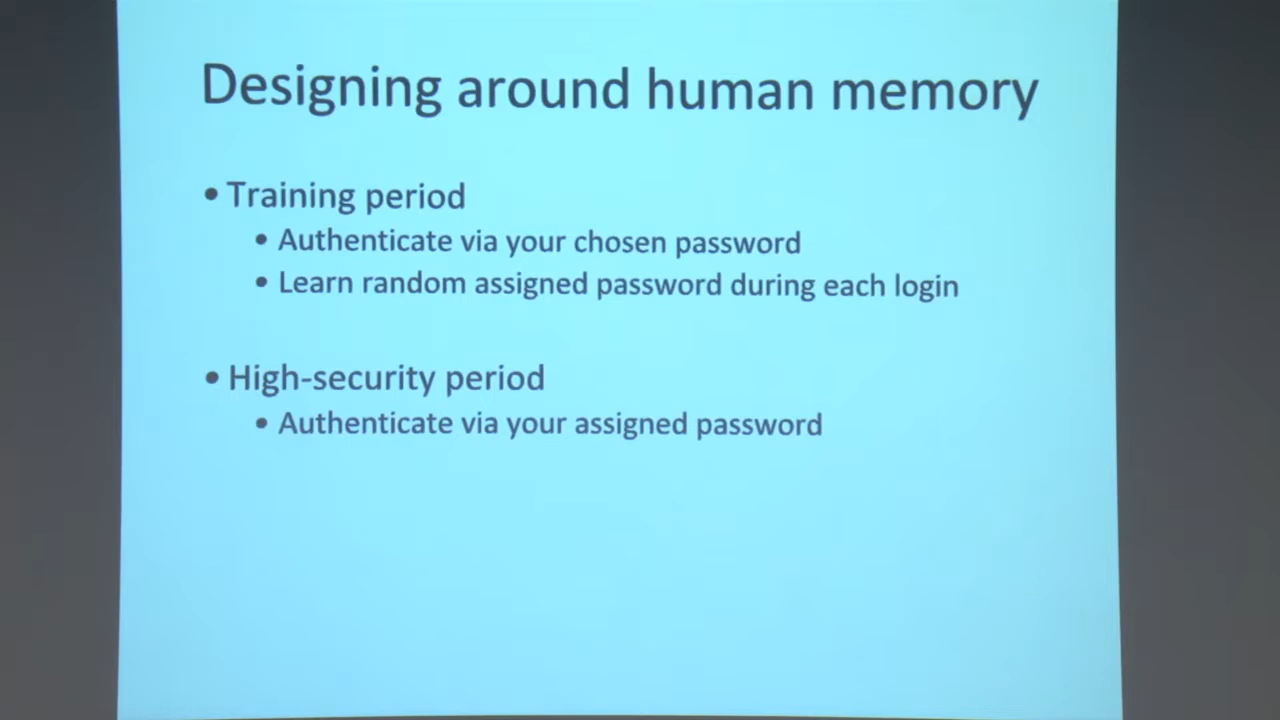 Designing around human memory
• Training period
• Authenticate via your chosen password
• Learn random assigned password during each login
• High-security period
• Authenticate via your assigned password